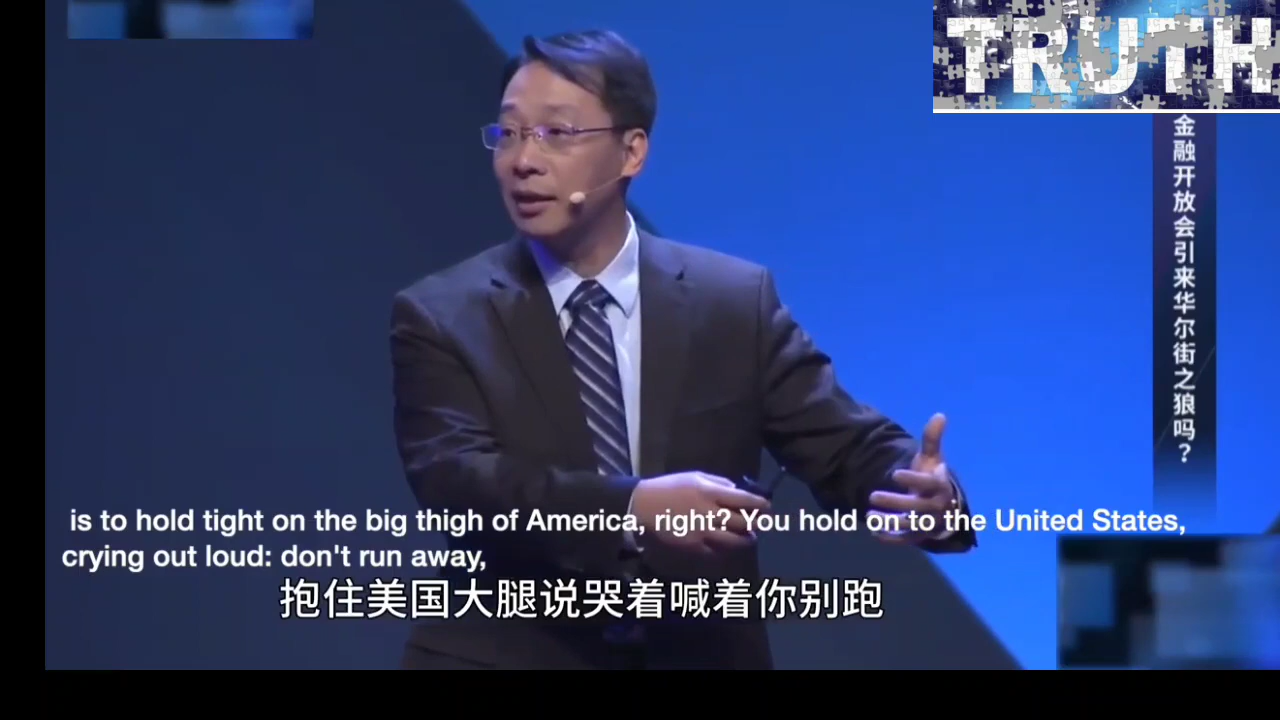 TRUTH
金融开放会引来华尔街之狼吗?
is to hold tight on the big thigh of America, right? You hold on to the United States,
crying out loud: don't run away,
抱住美国大腿说哭着喊着你别跑